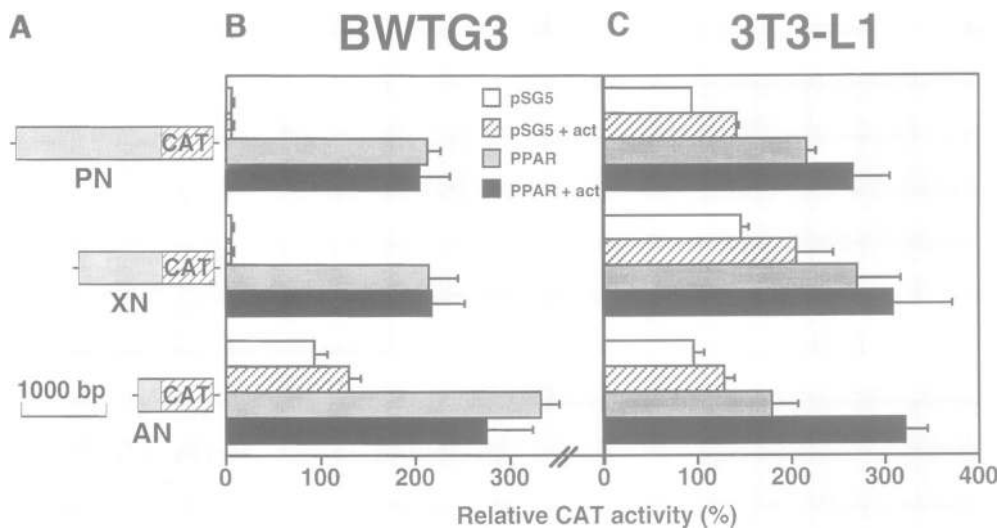 A
B
BWTG3
C
3T3-L1
pSG5
pSG5 + act
PPAR
PPAR + act
CAT
PN
CAT
XN
CAT
AN
1000 bp
0 100 200 300
0 100 200 300 400
Relative CAT activity (%)